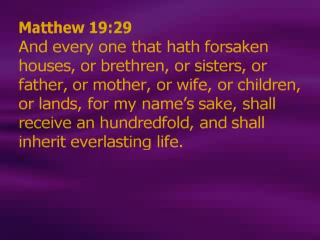 Matthew 19:29
And every one that hath forsaken
houses, or brethren, or sisters, or
father, or mother, or wife, or children,
or lands, for my name’s sake, shall
receive an hundredfold, and shall
inherit everlasting life.